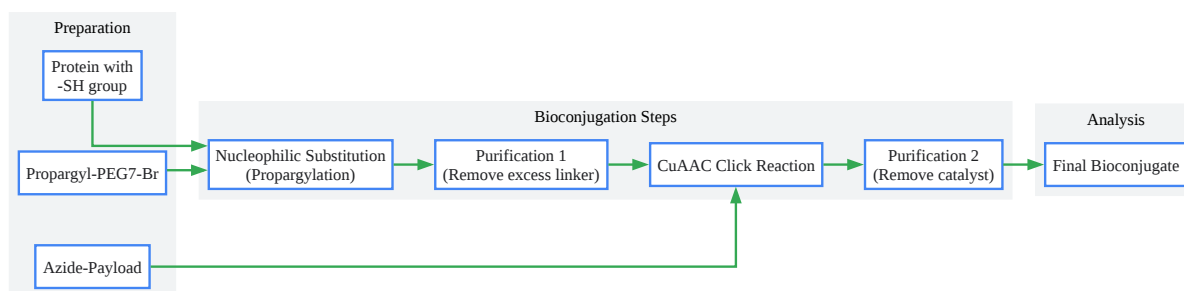 Preparation
Protein with
-SH group
Propargyl-PEG7-Br
Azide-Payload
Bioconjugation Steps
Nucleophilic Substitution
(Propargylation)
Purification 1
(Remove excess linker)
CuAAC Click Reaction
Purification 2
(Remove catalyst)
Analysis
Final Bioconjugate